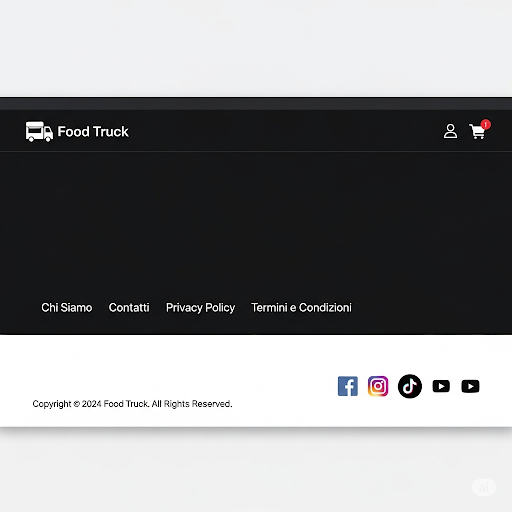 Food Truck
1
Chi Siamo Contatti Privacy Policy Termini e Condizioni
Copyright © 2024 Food Truck. All Rights Reserved.